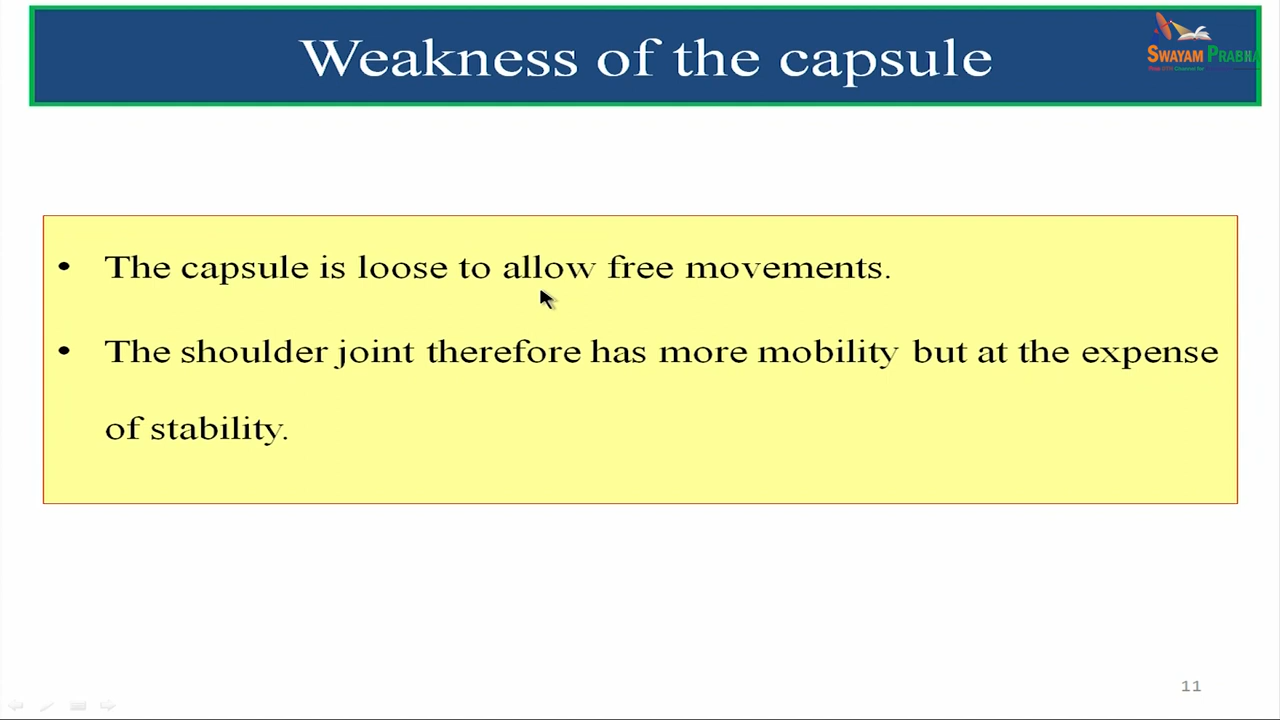 Weakness of the capsule
SWAYAM PRABHA
• The capsule is loose to allow free movements.
• The shoulder joint therefore has more mobility but at the expense
of stability.
11